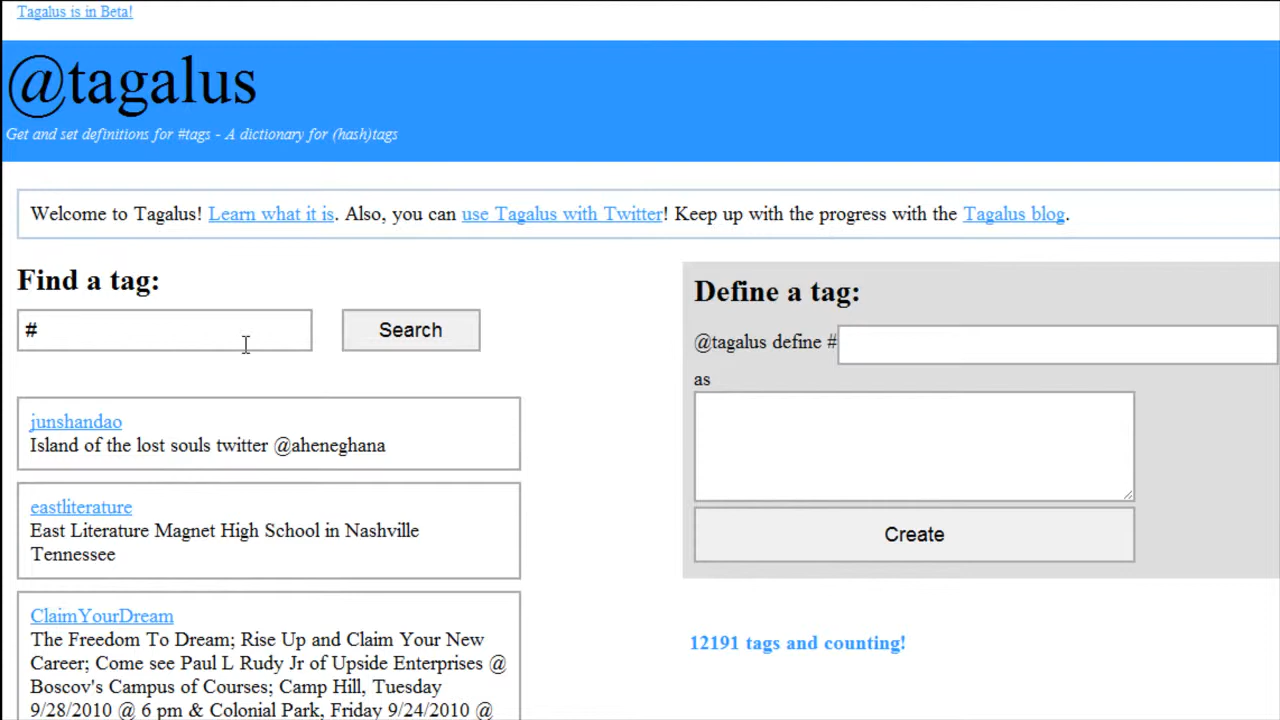 Tagalus is in Beta!
@tagalus
Get and set definitions for #tags - A dictionary for (hash)tags
Welcome to Tagalus! Learn what it is. Also, you can use Tagalus with Twitter! Keep up with the progress with the Tagalus blog.
Find a tag:
#
Search
junshandao
Island of the lost souls twitter @aheneghana
eastliterature
East Literature Magnet High School in Nashville
Tennessee
ClaimYourDream
The Freedom To Dream; Rise Up and Claim Your New
Career; Come see Paul L Rudy Jr of Upside Enterprises @
Boscov's Campus of Courses; Camp Hill, Tuesday
9/28/2010 @ 6 pm & Colonial Park, Friday 9/24/2010 @
Define a tag:
@tagalus define #
as
Create
12191 tags and counting!